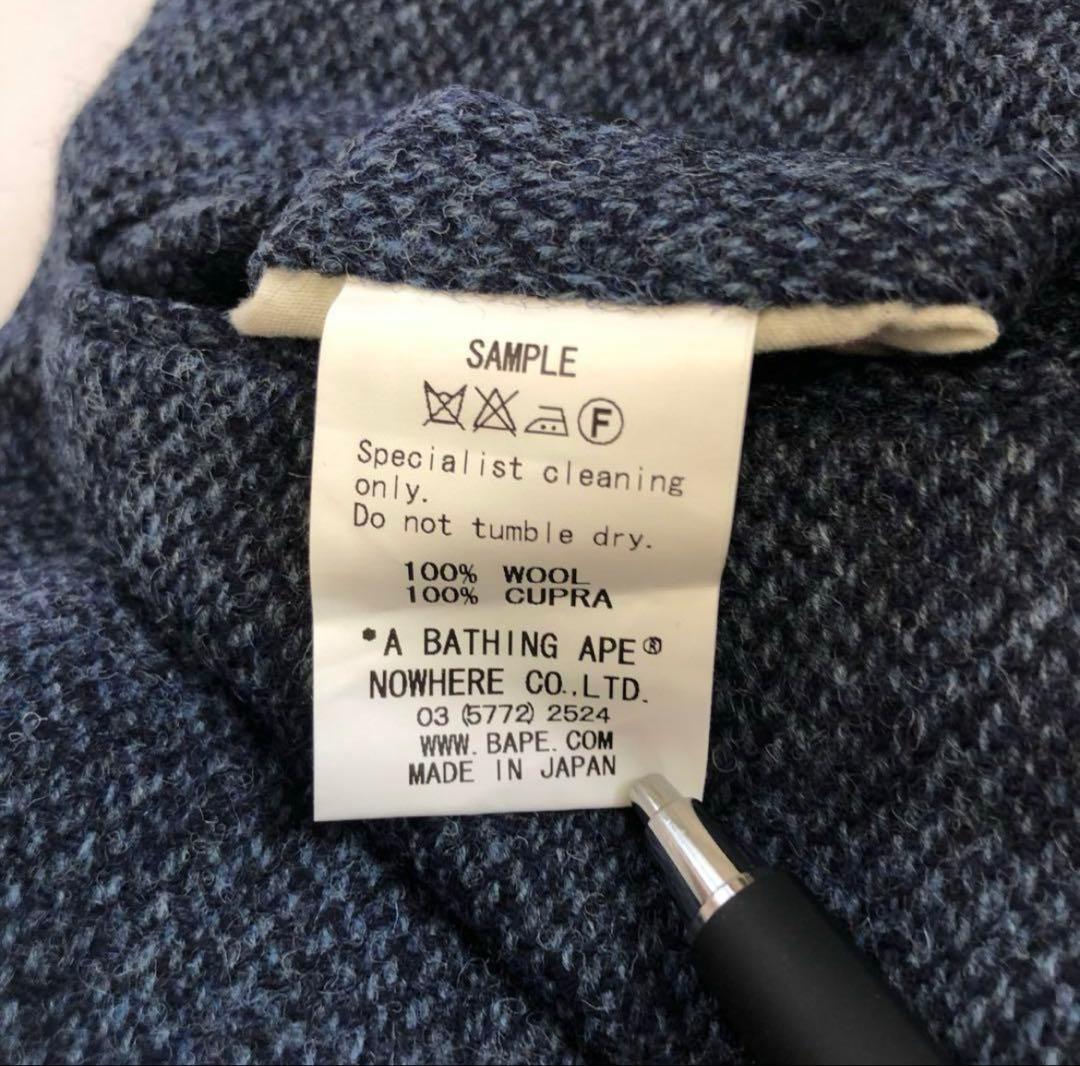 SAMPLE
F
Specialist cleaning
only.
Do not tumble dry.
100% WOOL
100% CUPRA
*A BATHING APE®
NOWHERE CO.,LTD.
03 (5772) 2524
WWW.BAPE.COM
MADE IN JAPAN